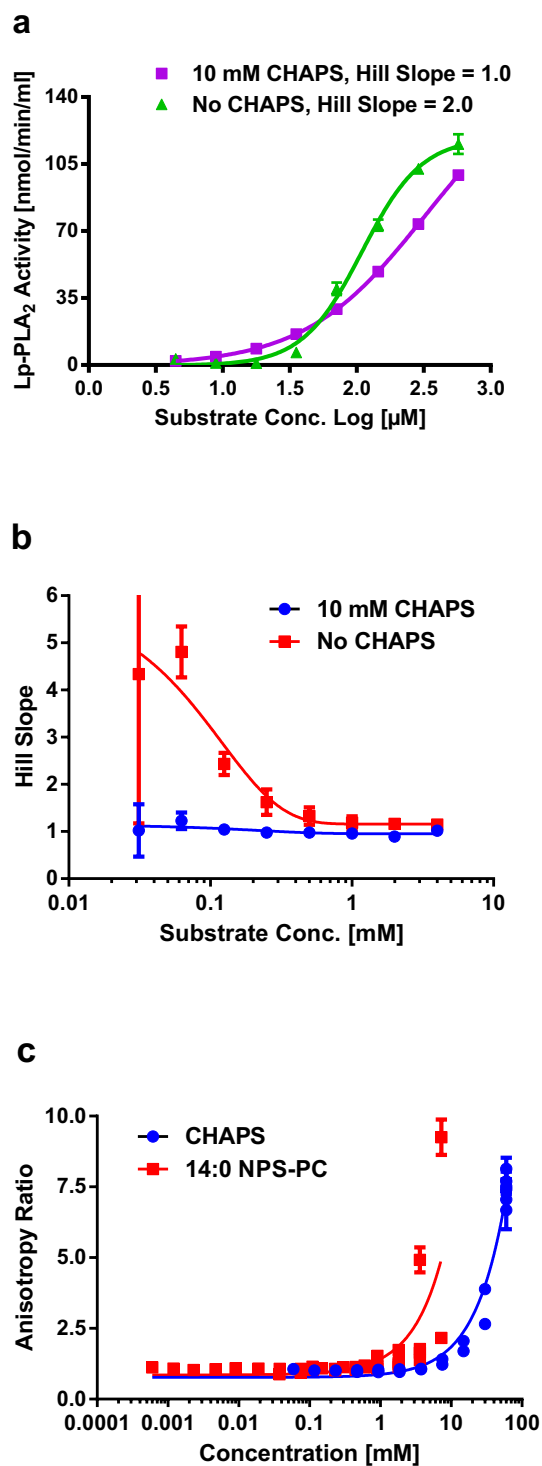 a
10 mM CHAPS, Hill Slope = 1.0
No CHAPS, Hill Slope = 2.0
Lp-PLA₂ Activity [nmol/min/ml]
140
105
70
35
0
0.0 0.5 1.0 1.5 2.0 2.5 3.0
Substrate Conc. Log [µM]
b
10 mM CHAPS
No CHAPS
Hill Slope
6
5
4
3
2
1
0
0.01 0.1 1 10
Substrate Conc. [mM]
c
CHAPS
14:0 NPS-PC
Anisotropy Ratio
10.0
7.5
5.0
2.5
0.0
0.0001 0.001 0.01 0.1 1 10 100
Concentration [mM]